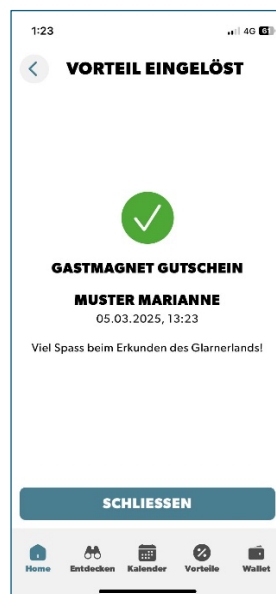 1:23
4G
VORTEIL EINGELÖST
GASTMAGNET GUTSCHEIN
MUSTER MARIANNE
05.03.2025, 13:23
Viel Spass beim Erkunden des Glarnerlands!
SCHLIESSEN
Home Entdecken Kalender Vorteile Wallet